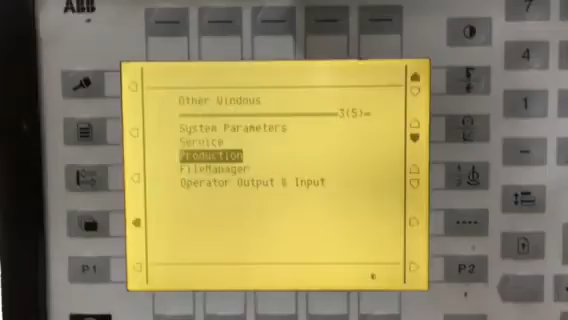 ABB
7
Other Windows
3(5)
4
System Parameters
Service
1
Production
FileManager
Operator Output & Input
P1
P2